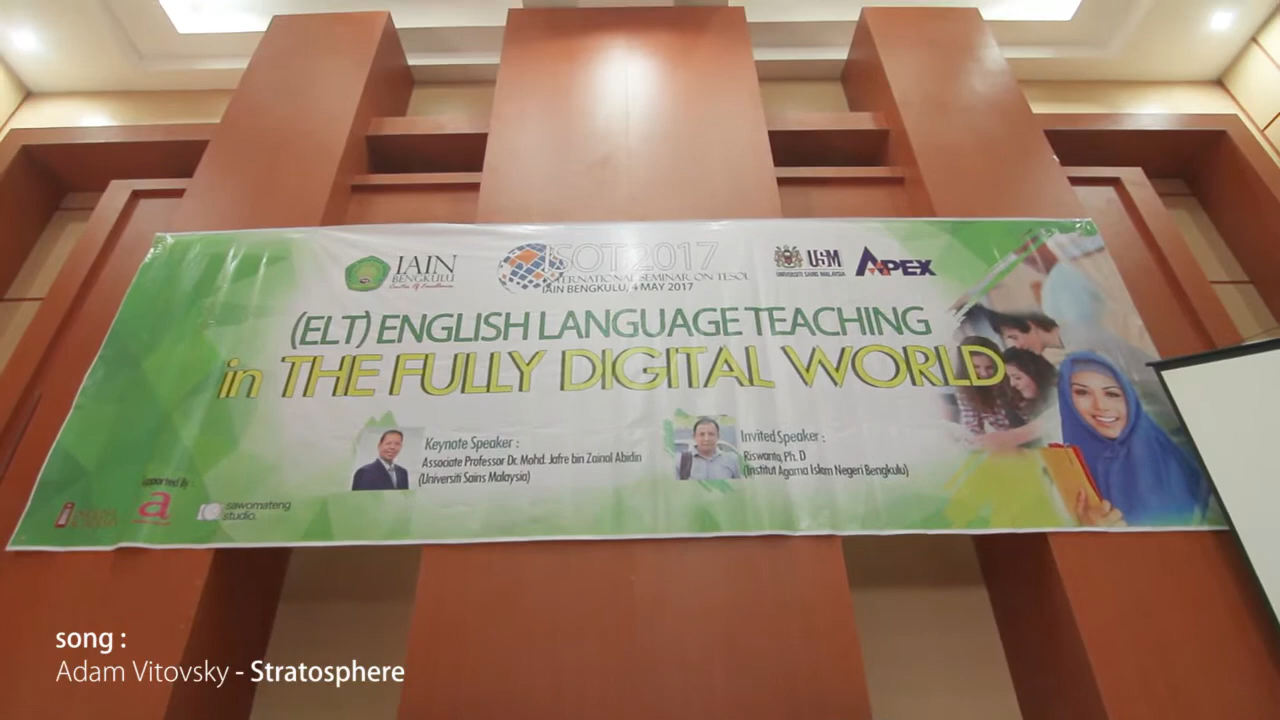 IAIN
BENGKULU
ISOT 2017
INTERNATIONAL SEMINAR ON TESOL
IAIN BENGKULU, 4 MAY 2017
USM
UNIVERSITI SAINS MALAYSIA
APEX
(ELT) ENGLISH LANGUAGE TEACHING
in THE FULLY DIGITAL WORLD
Keynote Speaker :
Associate Professor Dr. Mohd. Jafre bin Zainol Abidin
(Universiti Sains Malaysia)
Invited Speaker :
Riswanto, Ph. D
(Institut Agama Islam Negeri Bengkulu)
Supported By :
a
sawomateng
studio.
song :
Adam Vitovsky - Stratosphere